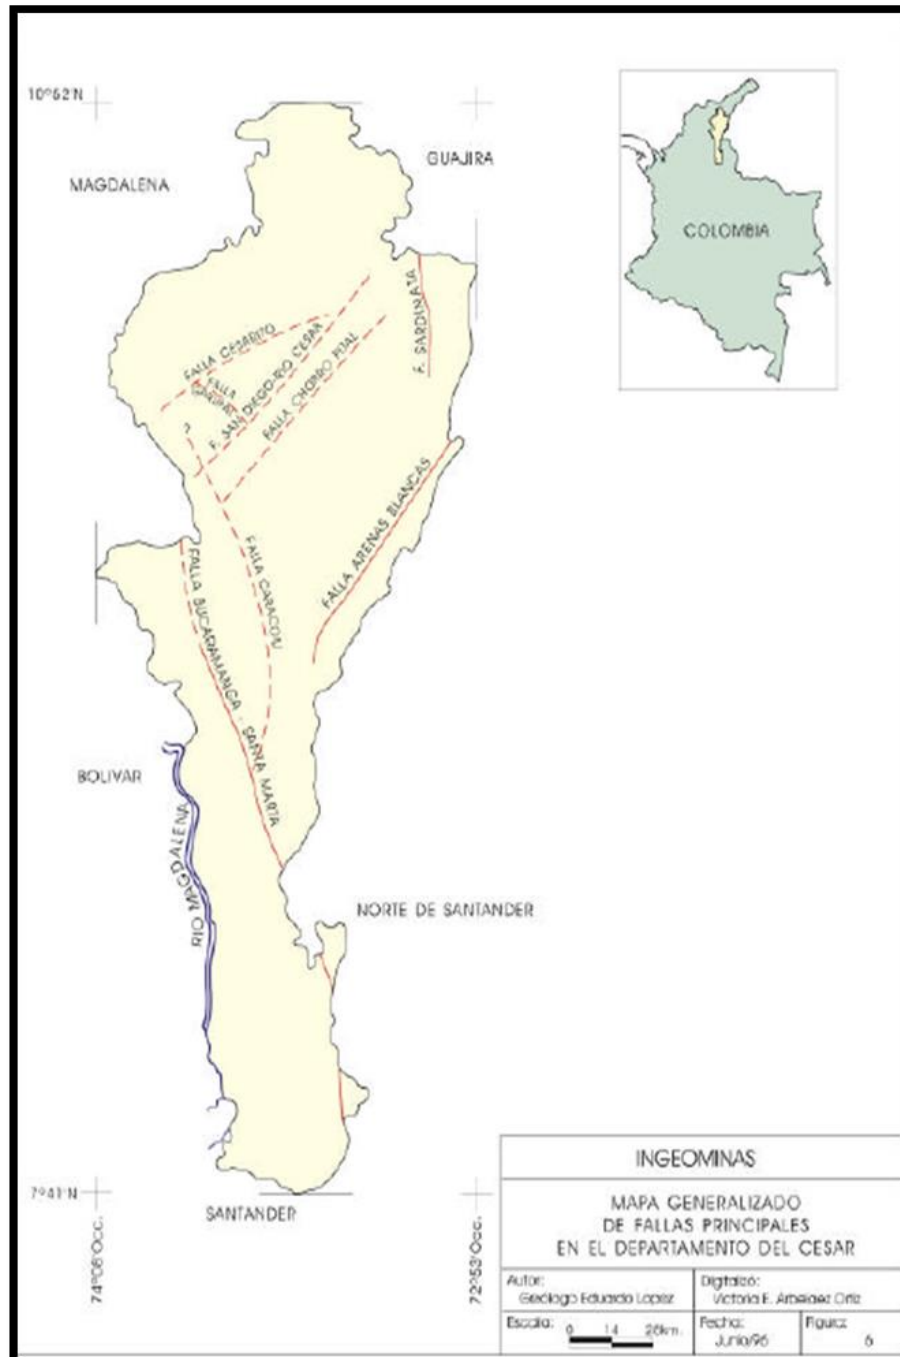 10°52'N
GUAJIRA
MAGDALENA
COLOMBIA
F. SARDINATA
FALLA CESARITO
FALLA
F. SAN DIEGO-RIO CESAR
FALLA CHORRO PITAL
?
FALLA ARENAS BLANCAS
FALLA CARACOLI
FALLA BUCARAMANGA - SANTA MARTA
BOLIVAR
RIO MAGDALENA
NORTE DE SANTANDER
7°41'N
SANTANDER
74°08'Occ.
72°53'Occ.
INGEOMINAS
MAPA GENERALIZADO
DE FALLAS PRINCIPALES
EN EL DEPARTAMENTO DEL CESAR
Autor:
Geólogo Eduardo Lopez
Digitalizó:
Victoria E. Arbelaez Ortiz
Escala:
0 14 28km.
Fecha:
Junio/96
Figura:
6